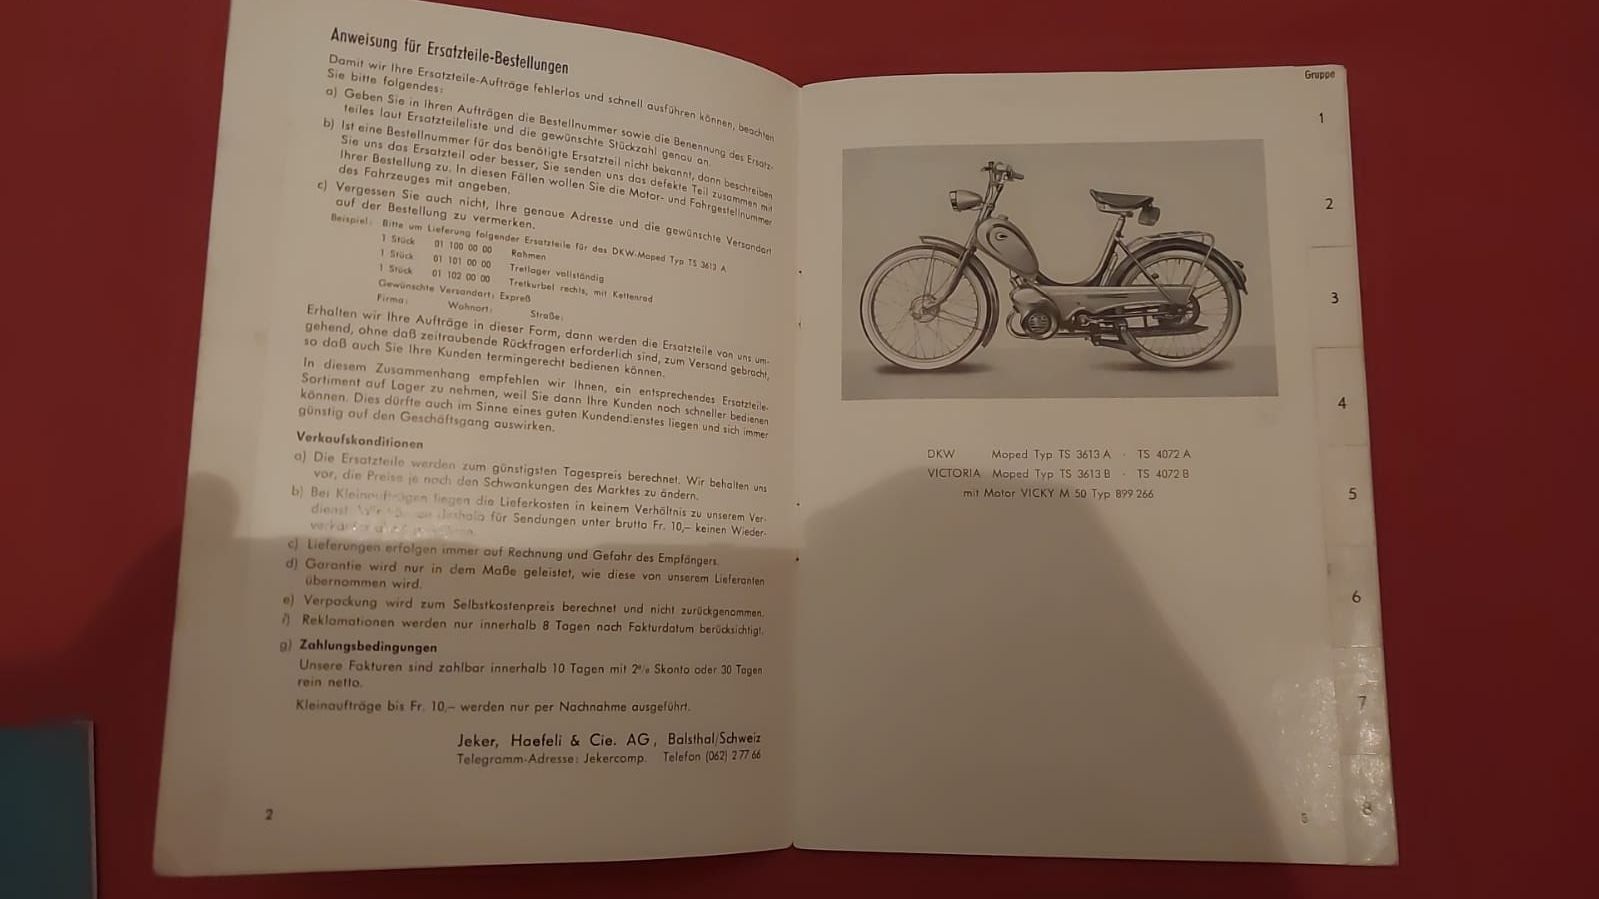 Anweisung für Ersatzteile-Bestellungen
Damit wir Ihre Ersatzteile-Aufträge fehlerlos und schnell ausführen können, beachten
Sie bitte folgendes:
a) Geben Sie in Ihren Aufträgen die Bestellnummer sowie die Benennung des Ersatz-
teiles laut Ersatzteileliste und die gewünschte Stückzahl genau an.
b) Ist eine Bestellnummer für das benötigte Ersatzteil nicht bekannt, dann beschreiben
Sie uns das Ersatzteil oder besser, Sie senden uns das defekte Teil zusammen mit
Ihrer Bestellung zu. In diesen Fällen wollen Sie die Motor- und Fahrgestellnummer
des Fahrzeuges mit angeben.
c) Vergessen Sie auch nicht, Ihre genaue Adresse und die gewünschte Versandart
auf der Bestellung zu vermerken.
Beispiel: Bitte um Lieferung folgender Ersatzteile für das DKW-Moped Typ TS 3613 A
1 Stück 01 100 00 00 Rahmen
1 Stück 01 101 00 00 Tretlager vollständig
1 Stück 01 102 00 00 Tretkurbel rechts, mit Kettenrad
Gewünschte Versandart: Expreß
Firma: Wohnort: Straße:
Erhalten wir Ihre Aufträge in dieser Form, dann werden die Ersatzteile von uns um-
gehend, ohne daß zeitraubende Rückfragen erforderlich sind, zum Versand gebracht,
so daß auch Sie Ihre Kunden termingerecht bedienen können.
In diesem Zusammenhang empfehlen wir Ihnen, ein entsprechendes Ersatzteile-
Sortiment auf Lager zu nehmen, weil Sie dann Ihre Kunden noch schneller bedienen
können. Dies dürfte auch im Sinne eines guten Kundendienstes liegen und sich immer
günstig auf den Geschäftsgang auswirken.
Verkaufskonditionen
a) Die Ersatzteile werden zum günstigsten Tagespreis berechnet. Wir behalten uns
vor, die Preise je nach den Schwankungen des Marktes zu ändern.
b) Bei Kleinaufträgen liegen die Lieferkosten in keinem Verhältnis zu unserem Ver-
dienst für Sendungen unter brutto Fr. 10,– keinen Wieder-
c) Lieferungen erfolgen immer auf Rechnung und Gefahr des Empfängers.
d) Garantie wird nur in dem Maße geleistet, wie diese von unserem Lieferanten
übernommen wird.
e) Verpackung wird zum Selbstkostenpreis berechnet und nicht zurückgenommen.
f) Reklamationen werden nur innerhalb 8 Tagen nach Fakturdatum berücksichtigt.
g) Zahlungsbedingungen
Unsere Fakturen sind zahlbar innerhalb 10 Tagen mit 2% Skonto oder 30 Tagen
rein netto.
Kleinaufträge bis Fr. 10,– werden nur per Nachnahme ausgeführt.
Jeker, Haefeli & Cie. AG, Balsthal/Schweiz
Telegramm-Adresse: Jekercomp. Telefon (062) 2 77 66
2
DKW Moped Typ TS 3613 A · TS 4072 A
VICTORIA Moped Typ TS 3613 B · TS 4072 B
mit Motor VICKY M 50 Typ 899 266
Gruppe
1
2
3
4
5
6
7
8